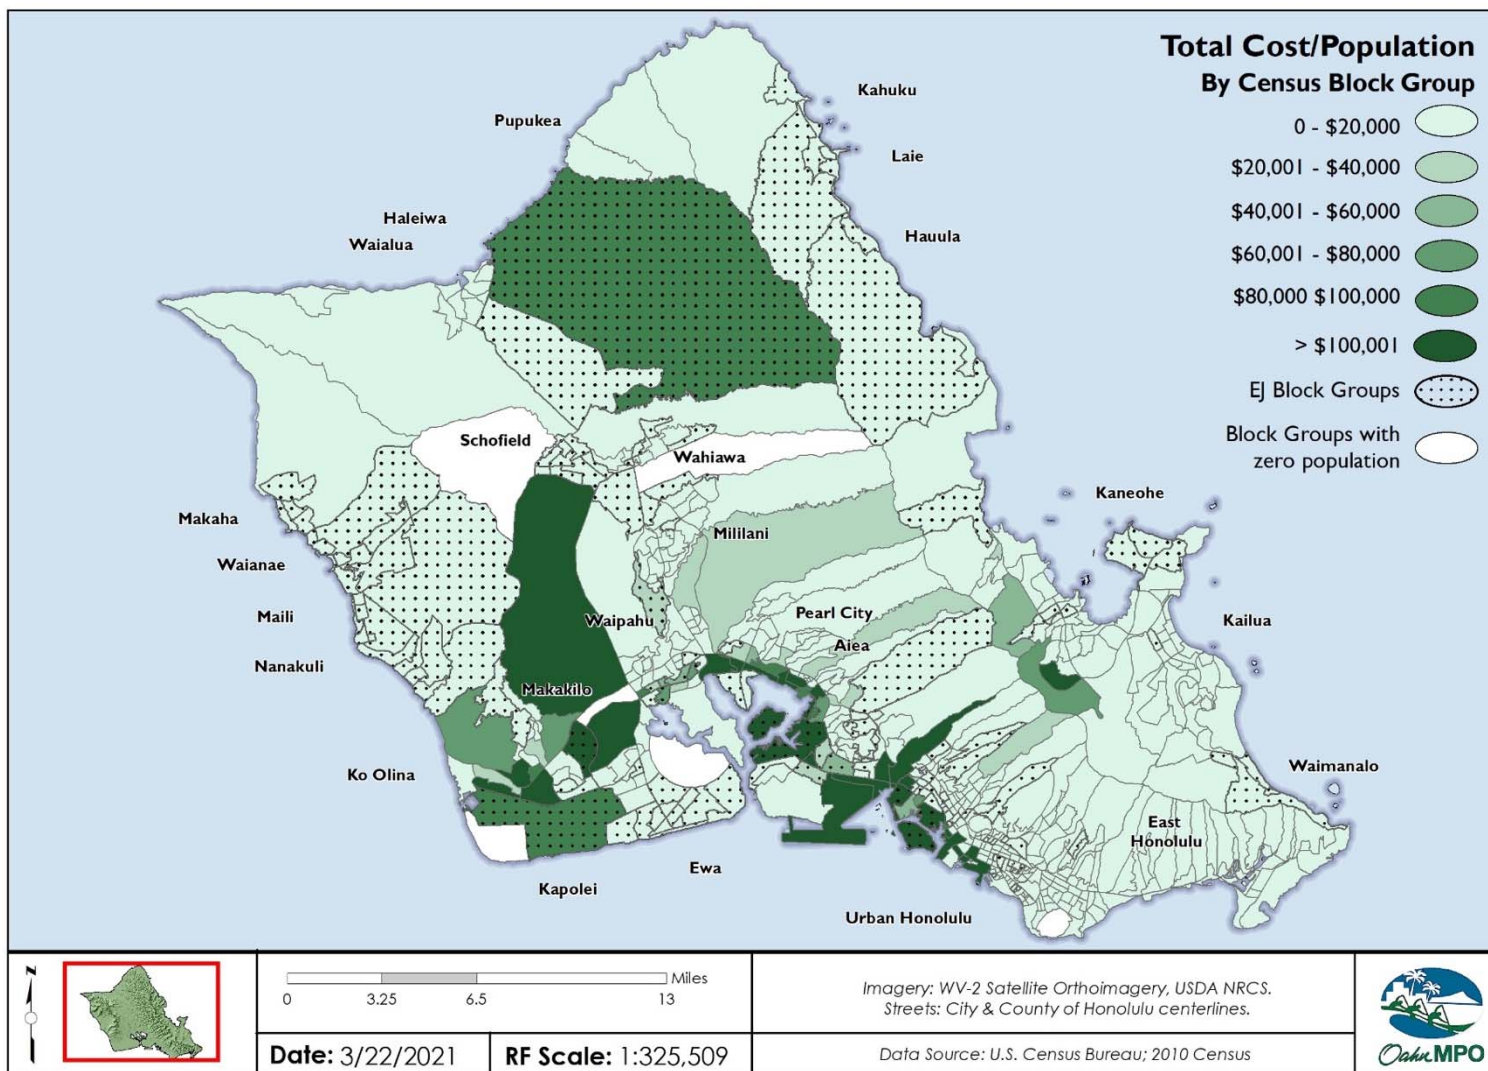 Total Cost/Population
By Census Block Group
0 - $20,000
$20,001 - $40,000
$40,001 - $60,000
$60,001 - $80,000
$80,000 $100,000
> $100,001
EJ Block Groups
Block Groups with
zero population
Kahuku
Pupukea
Laie
Haleiwa
Waialua
Hauula
Schofield
Wahiawa
Kaneohe
Makaha
Mililani
Waianae
Maili
Waipahu
Pearl City
Kailua
Aiea
Nanakuli
Makakilo
Ko Olina
Waimanalo
East
Honolulu
Ewa
Kapolei
Urban Honolulu
N
0
3.25
6.5
13
Miles
Date: 3/22/2021
RF Scale: 1:325,509
Imagery: WV-2 Satellite Orthoimagery, USDA NRCS.
Streets: City & County of Honolulu centerlines.
Data Source: U.S. Census Bureau; 2010 Census
OahuMPO